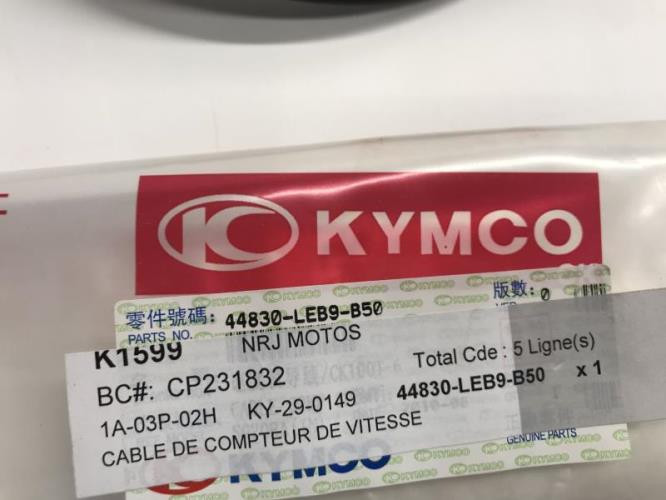 KYMCO
零件號碼: 44830-LEB9-B50 版數: 0
PARTS NO.
K1599 NRJ MOTOS
BC#: CP231832 Total Cde : 5 Ligne(s)
1A-03P-02H KY-29-0149 44830-LEB9-B50 x 1
CABLE DE COMPTEUR DE VITESSE
GENUINE PARTS
KYMCO